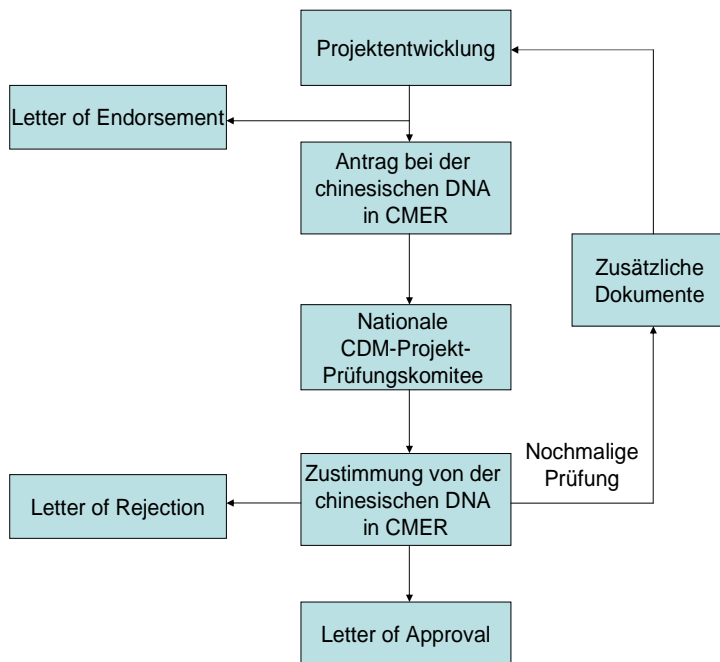 Projektentwicklung
Letter of Endorsement
Antrag bei der
chinesischen DNA
in CMER
Zusätzliche
Dokumente
Nationale
CDM-Projekt-
Prüfungskomitee
Nochmalige
Prüfung
Zustimmung von der
chinesischen DNA
in CMER
Letter of Rejection
Letter of Approval